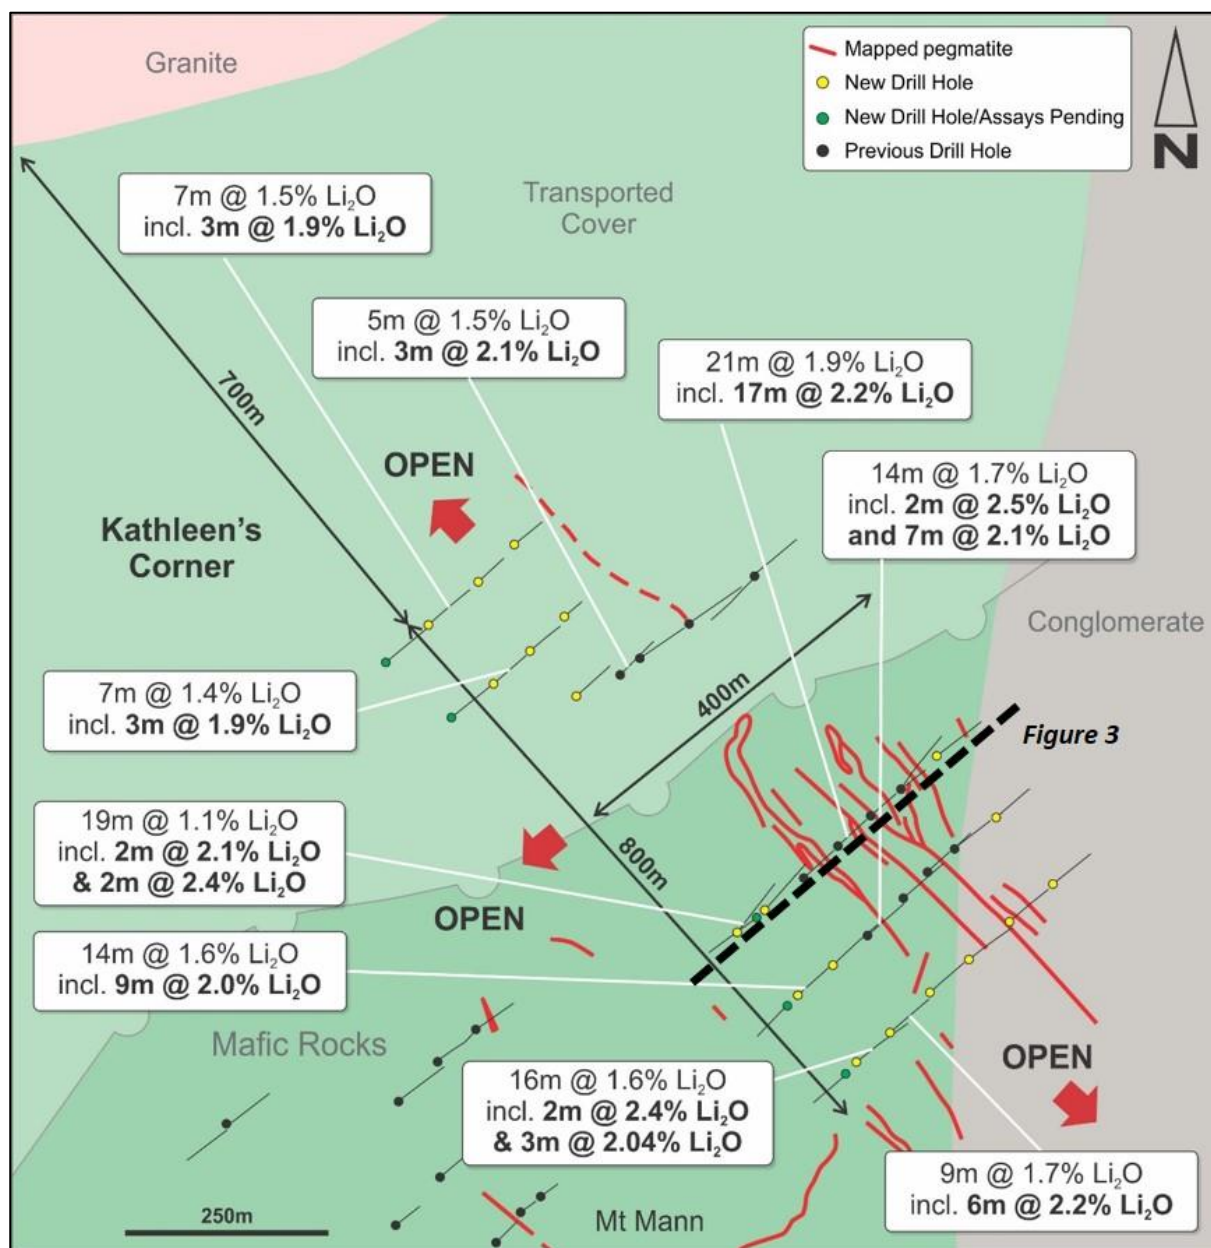 Granite
Mapped pegmatite
New Drill Hole
New Drill Hole/Assays Pending
Previous Drill Hole
N
7m @ 1.5% Li₂O
incl. 3m @ 1.9% Li₂O
Transported
Cover
5m @ 1.5% Li₂O
incl. 3m @ 2.1% Li₂O
21m @ 1.9% Li₂O
incl. 17m @ 2.2% Li₂O
700m
OPEN
14m @ 1.7% Li₂O
incl. 2m @ 2.5% Li₂O
and 7m @ 2.1% Li₂O
Kathleen's
Corner
Conglomerate
7m @ 1.4% Li₂O
incl. 3m @ 1.9% Li₂O
400m
Figure 3
19m @ 1.1% Li₂O
incl. 2m @ 2.1% Li₂O
& 2m @ 2.4% Li₂O
800m
OPEN
14m @ 1.6% Li₂O
incl. 9m @ 2.0% Li₂O
Mafic Rocks
OPEN
16m @ 1.6% Li₂O
incl. 2m @ 2.4% Li₂O
& 3m @ 2.04% Li₂O
9m @ 1.7% Li₂O
incl. 6m @ 2.2% Li₂O
250m
Mt Mann